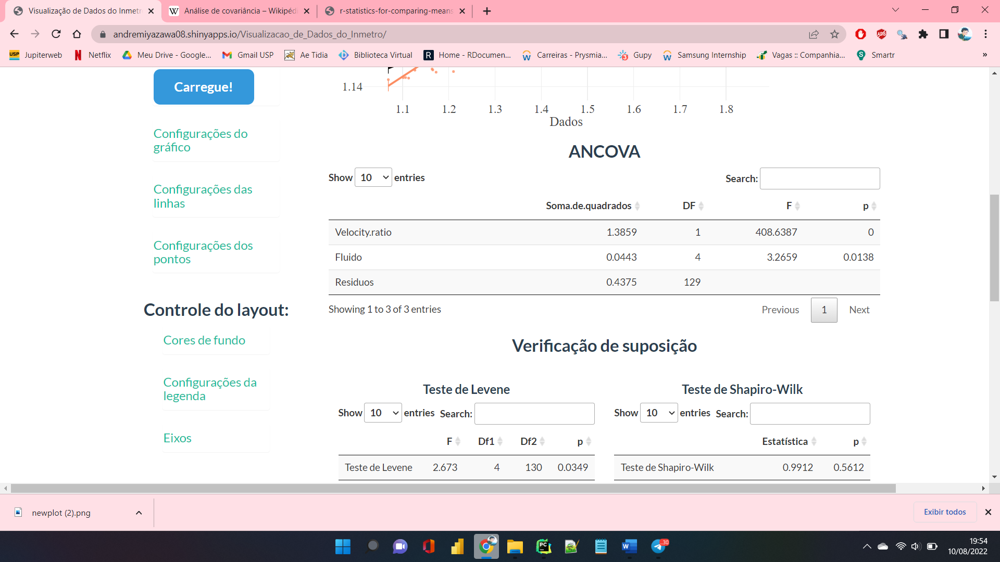 Visualização de Dados do Inmetr
Análise de covariância – Wikipéd
r-statistics-for-comparing-means
andremiyazawa08.shinyapps.io/Visualizacao_de_Dados_do_Inmetro/
Jupiterweb
Netflix
Meu Drive - Google...
Gmail USP
Ae Tidia
Biblioteca Virtual
Home - RDocumen...
Carreiras - Prysmia...
Gupy
Samsung Internship
Vagas :: Companhia...
Smartr
»
Carregue!
Configurações do
gráfico
Configurações das
linhas
Configurações dos
pontos
Controle do layout:
Cores de fundo
Configurações da
legenda
Eixos
1.14
1.1 1.2 1.3 1.4 1.5 1.6 1.7 1.8
Dados
ANCOVA
Show 10 entries Search:
Soma.de.quadrados DF F p
Velocity.ratio 1.3859 1 408.6387 0
Fluido 0.0443 4 3.2659 0.0138
Residuos 0.4375 129
Showing 1 to 3 of 3 entries Previous 1 Next
Verificação de suposição
Teste de Levene
Show 10 entries Search:
F Df1 Df2 p
Teste de Levene 2.673 4 130 0.0349
Teste de Shapiro-Wilk
Show 10 entries Search:
Estatística p
Teste de Shapiro-Wilk 0.9912 0.5612
newplot (2).png
Exibir todos
19:54
10/08/2022